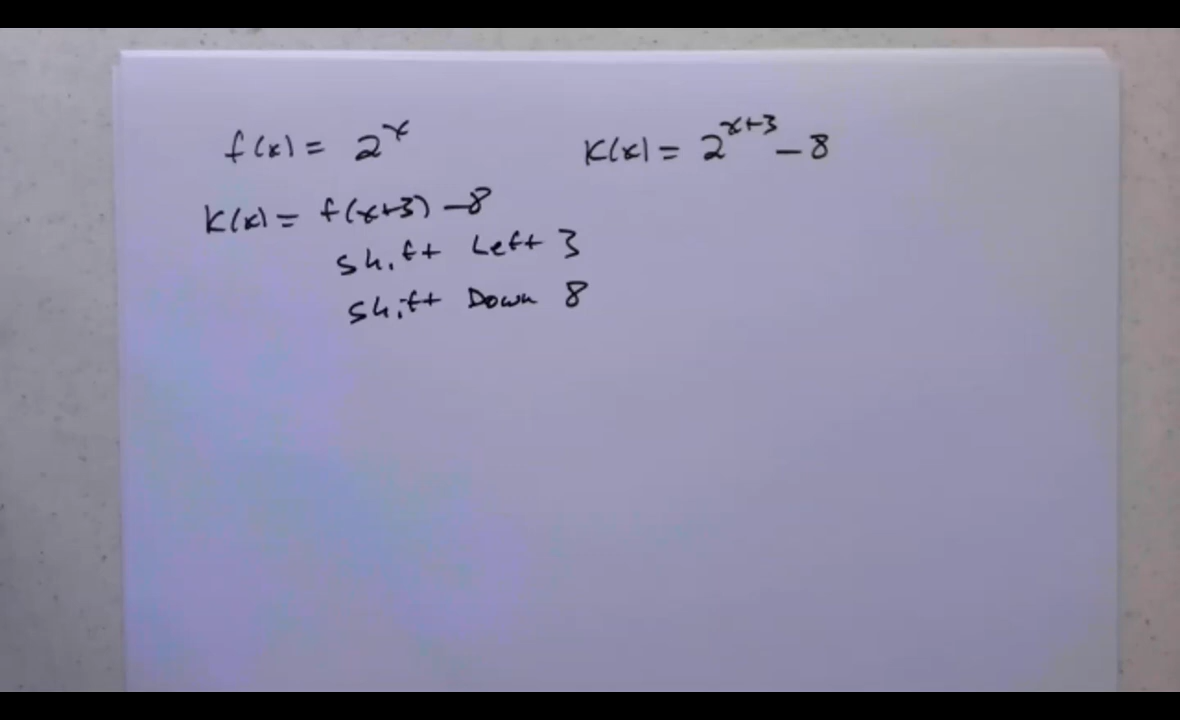 f(x) = 2^x    K(x) = 2^{x+3} - 8
K(x) = f(x+3) - 8
Shift Left 3
Shift Down 8